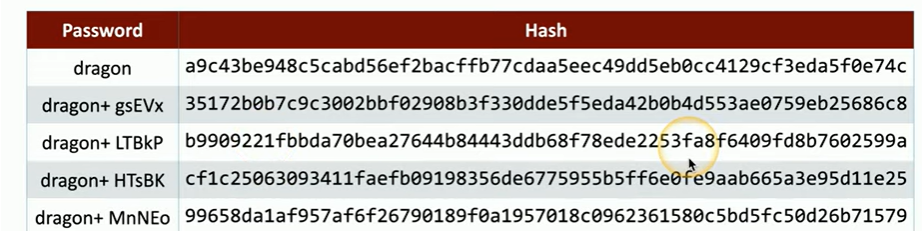 Password Hash
dragon a9c43be948c5cabd56ef2bacffb77cdaa5eec49dd5eb0cc4129cf3eda5f0e74c
dragon+ gsEVx 35172b0b7c9c3002bbf02908b3f330dde5f5eda42b0b4d553ae0759eb25686c8
dragon+ LTBkP b9909221fbbda70bea27644b84443ddb68f78ede2253fa8f6409fd8b7602599a
dragon+ HTsBK cf1c25063093411faefb09198356de6775955b5ff6e0fe9aab665a3e95d11e25
dragon+ MnNEo 99658da1af957af6f26790189f0a1957018c0962361580c5bd5fc50d26b71579